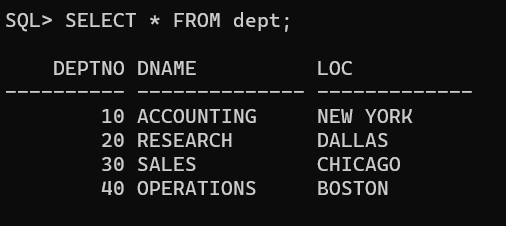 SQL> SELECT * FROM dept;
    DEPTNO DNAME          LOC
---------- -------------- -------------
        10 ACCOUNTING     NEW YORK
        20 RESEARCH       DALLAS
        30 SALES          CHICAGO
        40 OPERATIONS     BOSTON